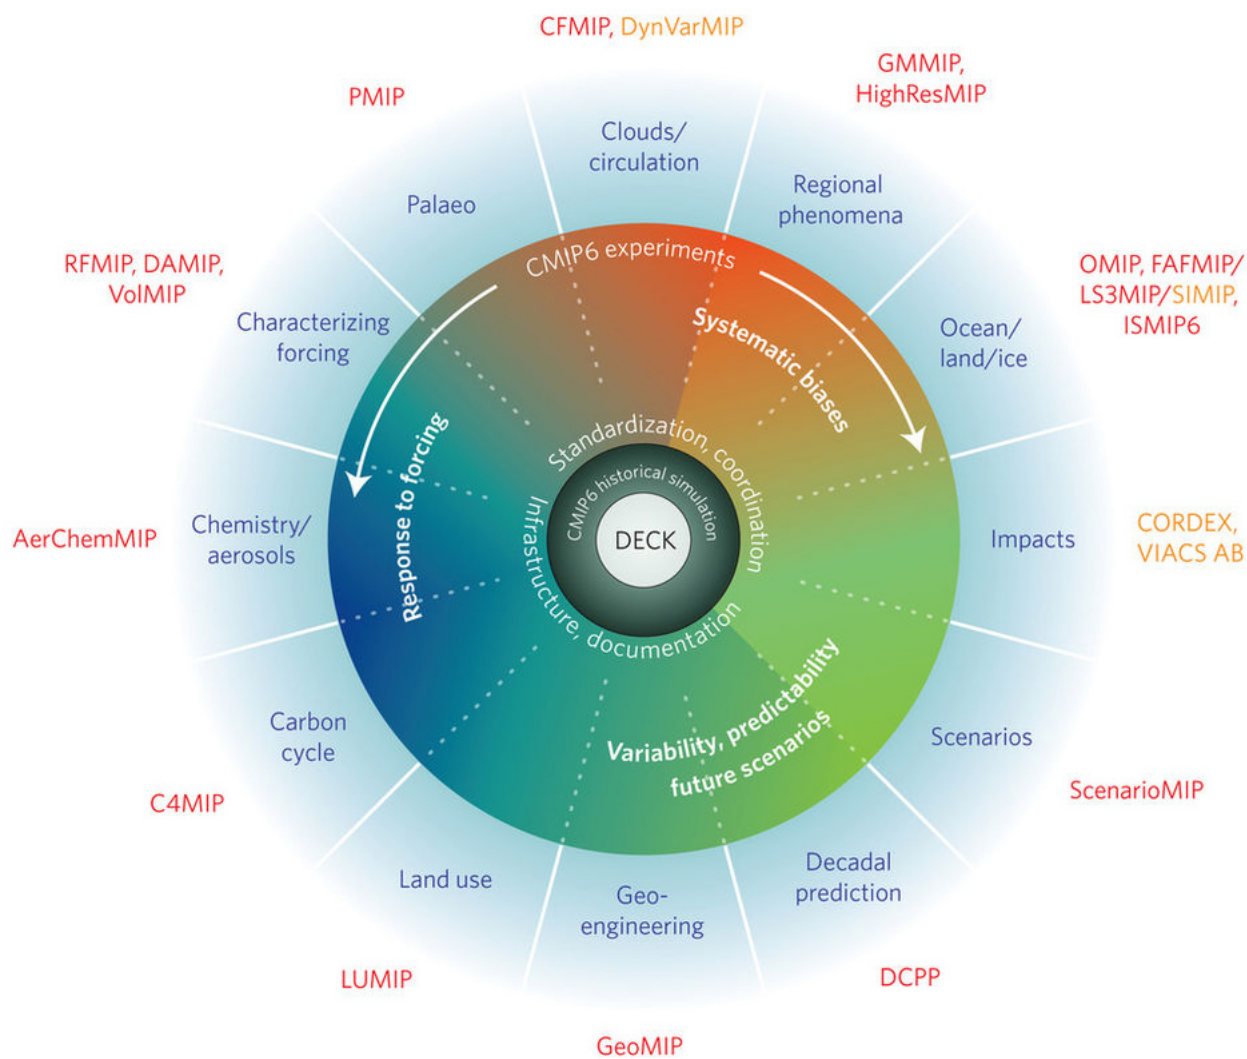 CFMIP, DynVarMIP
GMMIP,
HighResMIP
PMIP
Clouds/
circulation
Regional
phenomena
Palaeo
CMIP6 experiments
RFMIP, DAMIP,
VolMIP
OMIP, FAFMIP/
LS3MIP/SIMIP,
ISMIP6
Characterizing
forcing
Ocean/
land/ice
Systematic biases
Response to forcing
Standardization, coordination
CMIP6 historical simulation
DECK
Infrastructure, documentation
AerChemMIP
Chemistry/
aerosols
Impacts
CORDEX,
VIACS AB
Variability, predictability
future scenarios
Carbon
cycle
Scenarios
C4MIP
ScenarioMIP
Land use
Geo-
engineering
Decadal
prediction
LUMIP
DCPP
GeoMIP